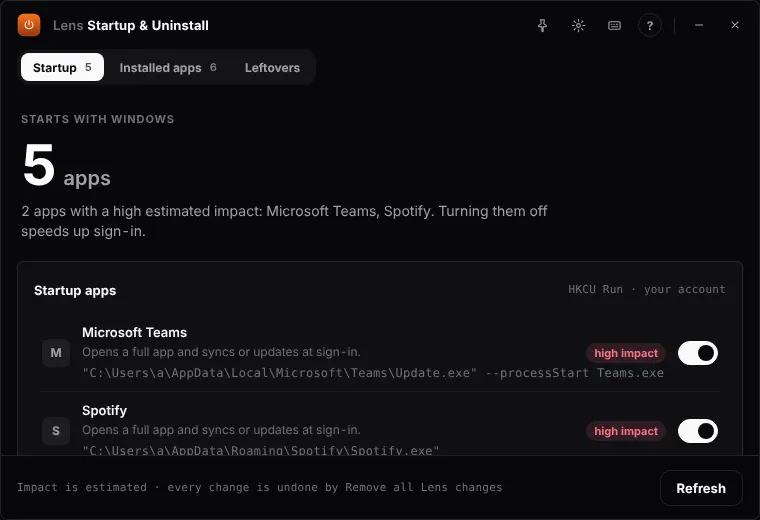 Lens Startup & Uninstall
?
Startup 5
Installed apps 6
Leftovers
STARTS WITH WINDOWS
5 apps
2 apps with a high estimated impact: Microsoft Teams, Spotify. Turning them off
speeds up sign-in.
Startup apps
HKCU Run · your account
M
Microsoft Teams
Opens a full app and syncs or updates at sign-in.
"C:\Users\a\AppData\Local\Microsoft\Teams\Update.exe" --processStart Teams.exe
high impact
S
Spotify
Opens a full app and syncs or updates at sign-in.
"C:\Users\a\AppData\Roaming\Spotify\Spotify.exe"
high impact
Impact is estimated · every change is undone by Remove all Lens changes
Refresh